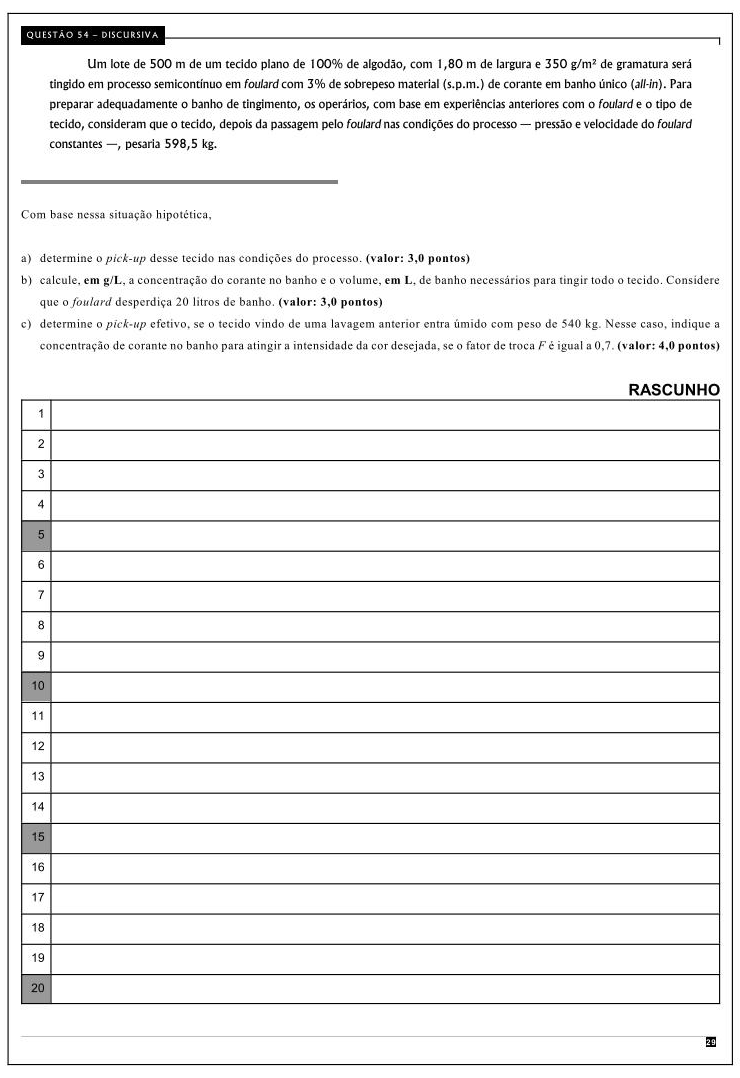 QUESTÃO 54 – DISCURSIVA
Um lote de 500 m de um tecido plano de 100% de algodão, com 1,80 m de largura e 350 g/m² de gramatura será
tingido em processo semicontínuo em foulard com 3% de sobrepeso material (s.p.m.) de corante em banho único (all-in). Para
preparar adequadamente o banho de tingimento, os operários, com base em experiências anteriores com o foulard e o tipo de
tecido, consideram que o tecido, depois da passagem pelo foulard nas condições do processo — pressão e velocidade do foulard
constantes —, pesaria 598,5 kg.
Com base nessa situação hipotética,
a) determine o pick-up desse tecido nas condições do processo. (valor: 3,0 pontos)
b) calcule, em g/L, a concentração do corante no banho e o volume, em L, de banho necessários para tingir todo o tecido. Considere
que o foulard desperdiça 20 litros de banho. (valor: 3,0 pontos)
c) determine o pick-up efetivo, se o tecido vindo de uma lavagem anterior entra úmido com peso de 540 kg. Nesse caso, indique a
concentração de corante no banho para atingir a intensidade da cor desejada, se o fator de troca F é igual a 0,7. (valor: 4,0 pontos)
RASCUNHO
1
2
3
4
5
6
7
8
9
10
11
12
13
14
15
16
17
18
19
20
29